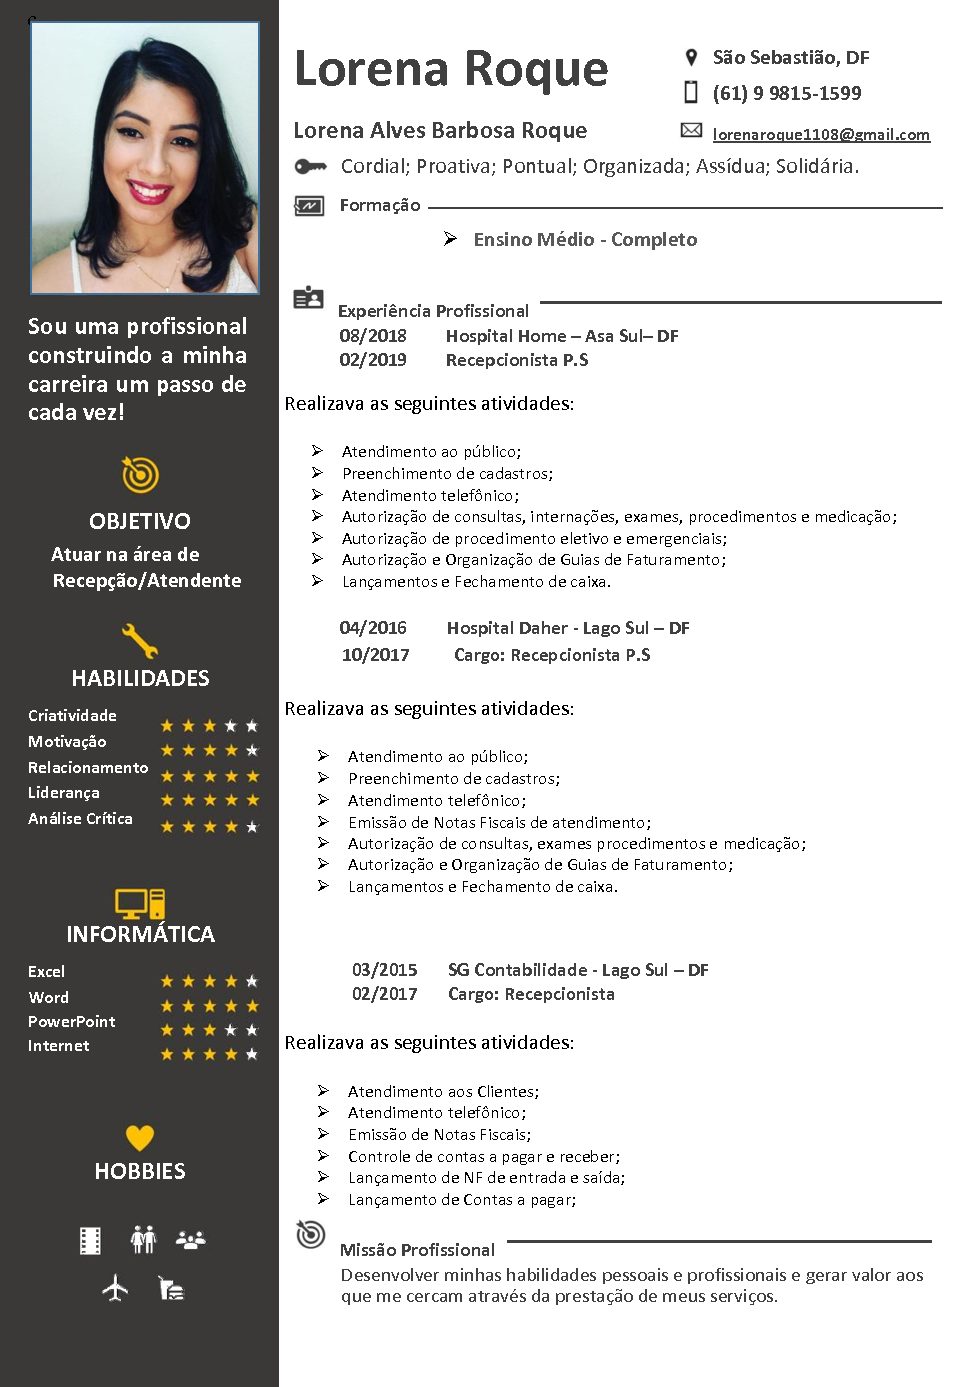 Lorena Roque
São Sebastião, DF
(61) 9 9815-1599
Lorena Alves Barbosa Roque
lorenaroque1108@gmail.com
Cordial; Proativa; Pontual; Organizada; Assídua; Solidária.
Formação
Ensino Médio - Completo
Experiência Profissional
08/2018 Hospital Home – Asa Sul– DF
02/2019 Recepcionista P.S
Realizava as seguintes atividades:
Atendimento ao público;
Preenchimento de cadastros;
Atendimento telefônico;
Autorização de consultas, internações, exames, procedimentos e medicação;
Autorização de procedimento eletivo e emergenciais;
Autorização e Organização de Guias de Faturamento;
Lançamentos e Fechamento de caixa.
04/2016 Hospital Daher - Lago Sul – DF
10/2017 Cargo: Recepcionista P.S
Realizava as seguintes atividades:
Atendimento ao público;
Preenchimento de cadastros;
Atendimento telefônico;
Emissão de Notas Fiscais de atendimento;
Autorização de consultas, exames procedimentos e medicação;
Autorização e Organização de Guias de Faturamento;
Lançamentos e Fechamento de caixa.
03/2015 SG Contabilidade - Lago Sul – DF
02/2017 Cargo: Recepcionista
Realizava as seguintes atividades:
Atendimento aos Clientes;
Atendimento telefônico;
Emissão de Notas Fiscais;
Controle de contas a pagar e receber;
Lançamento de NF de entrada e saída;
Lançamento de Contas a pagar;
Missão Profissional
Desenvolver minhas habilidades pessoais e profissionais e gerar valor aos
que me cercam através da prestação de meus serviços.
Sou uma profissional
construindo a minha
carreira um passo de
cada vez!
OBJETIVO
Atuar na área de
Recepção/Atendente
HABILIDADES
Criatividade
Motivação
Relacionamento
Liderança
Análise Crítica
INFORMÁTICA
Excel
Word
PowerPoint
Internet
HOBBIES